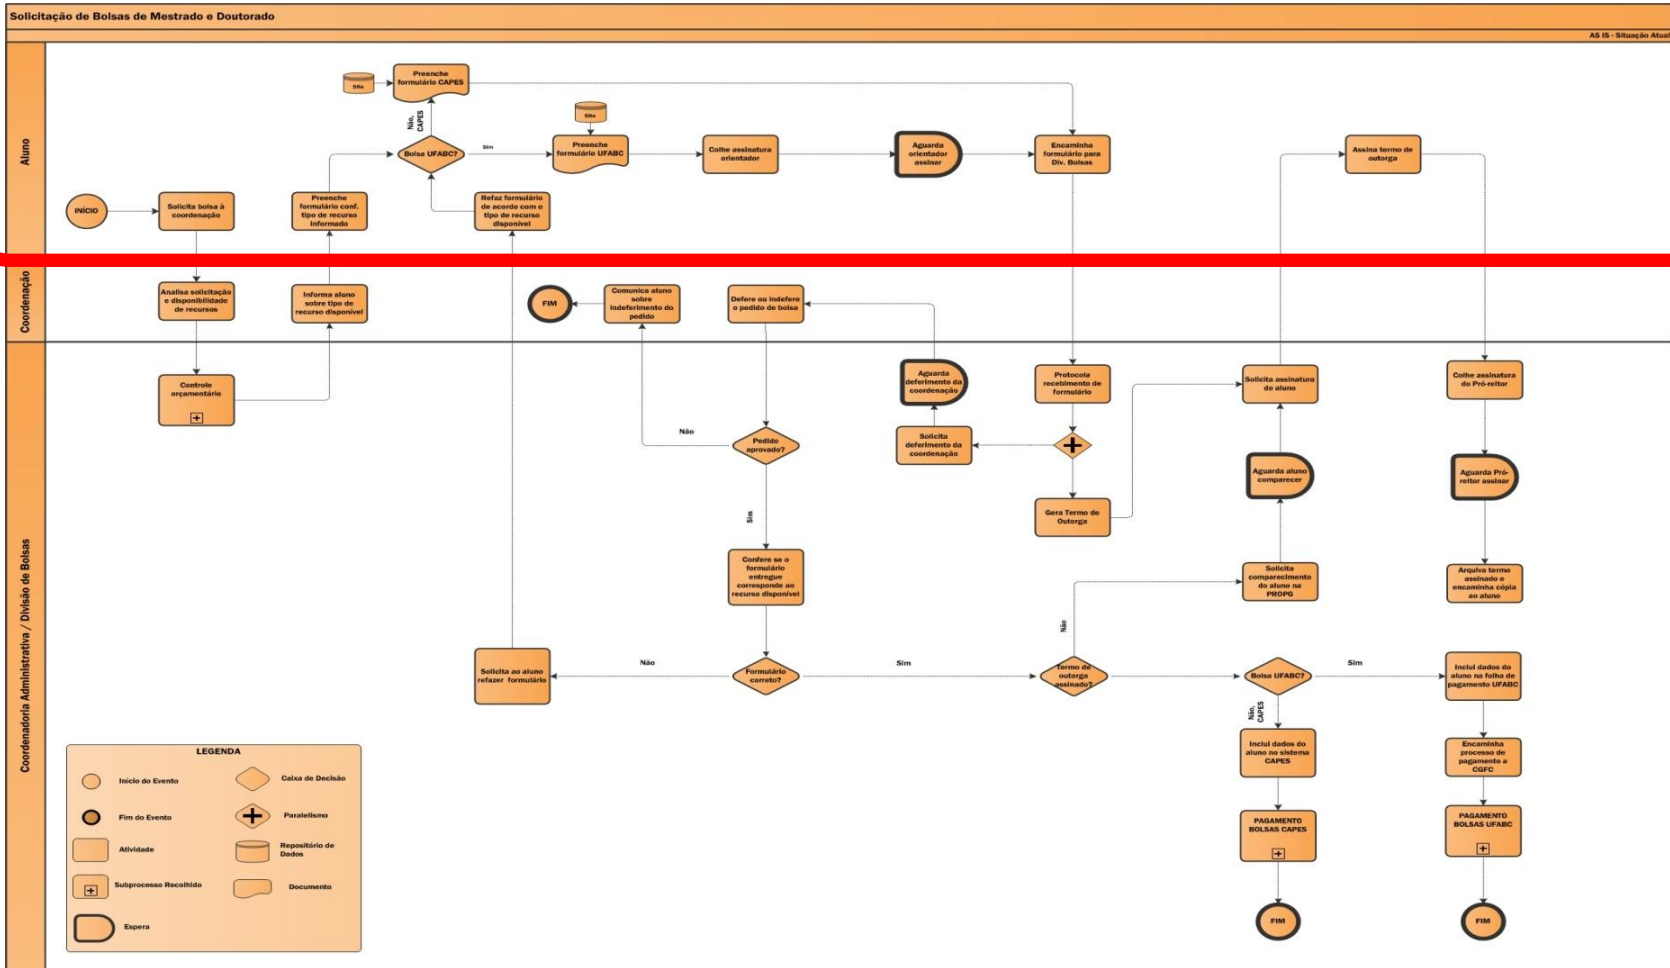 Solicitação de Bolsas de Mestrado e Doutorado
AS IS - Situação Atual
Aluno
INÍCIO
Solicita bolsa à
coordenação
Preenche
formulário conf.
tipo de recurso
informado
Bolsa UFABC?
Não,
CAPES
Site
Preenche
formulário CAPES
Sim
Site
Preenche
formulário UFABC
Refaz formulário
de acordo com o
tipo de recurso
disponível
Colhe assinatura
orientador
Aguarda
orientador
assinar
Encaminha
formulário para
Div. Bolsas
Assina termo de
outorga
Coordenação
Analisa solicitação
e disponibilidade
de recursos
Informa aluno
sobre tipo de
recurso disponível
FIM
Comunica aluno
sobre
indeferimento do
pedido
Defere ou indefere
o pedido de bolsa
Coordenadoria Administrativa / Divisão de Bolsas
Controle
orçamentário
Não
Pedido
aprovado?
Sim
Confere se o
formulário
entregue
corresponde ao
recurso disponível
Aguarda
deferimento da
coordenação
Solicita
deferimento da
coordenação
Protocola
recebimento de
formulário
Gera Termo de
Outorga
Solicita assinatura
do aluno
Aguarda aluno
comparecer
Solicita
comparecimento
do aluno na
PROPG
Colhe assinatura
do Pró-reitor
Aguarda Pró-
reitor assinar
Arquiva termo
assinado e
encaminha cópia
ao aluno
Solicita ao aluno
refazer formulário
Não
Formulário
correto?
Sim
Não
Termo de
outorga
assinado?
Bolsa UFABC?
Sim
Inclui dados do
aluno na folha de
pagamento UFABC
Não,
CAPES
Inclui dados do
aluno no sistema
CAPES
Encaminha
processo de
pagamento a
CGFC
PAGAMENTO
BOLSAS CAPES
PAGAMENTO
BOLSAS UFABC
FIM
FIM
LEGENDA
Início do Evento
Caixa de Decisão
Fim do Evento
Paralelismo
Atividade
Repositório de
Dados
Subprocesso Recolhido
Documento
Espera